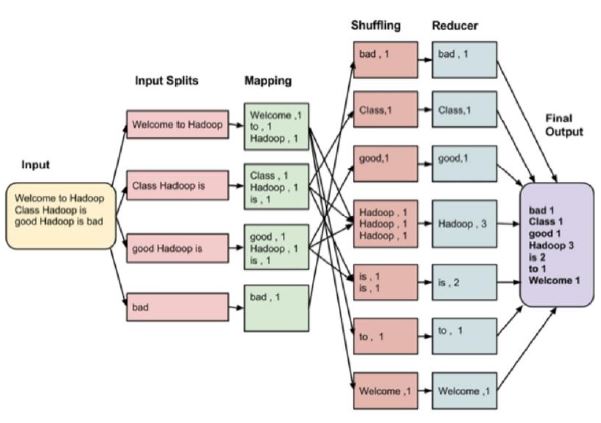 Shuffling
Reducer
Input Splits
Mapping
Final
Output
Input
Welcome to Hadoop
Class Hadoop is
good Hadoop is bad
Welcome to Hadoop
Class Hadoop is
good Hadoop is
bad
Welcome ,1
to , 1
Hadoop , 1
Class , 1
Hadoop , 1
is , 1
good , 1
Hadoop , 1
is , 1
bad , 1
bad , 1
Class,1
good,1
Hadoop , 1
Hadoop , 1
Hadoop , 1
is , 1
is , 1
to , 1
Welcome ,1
bad , 1
Class,1
good,1
Hadoop , 3
is , 2
to , 1
Welcome ,1
bad 1
Class 1
good 1
Hadoop 3
is 2
to 1
Welcome 1